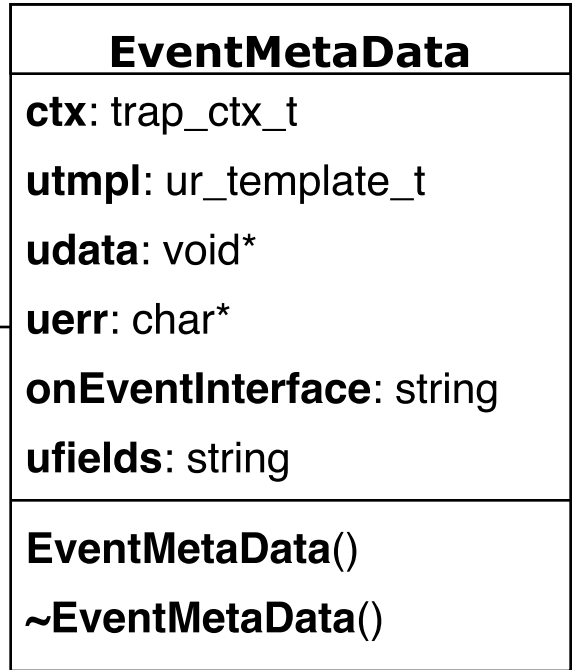 EventMetaData
ctx: trap_ctx_t
utmpl: ur_template_t
udata: void*
uerr: char*
onEventInterface: string
ufields: string
EventMetaData()
~EventMetaData()